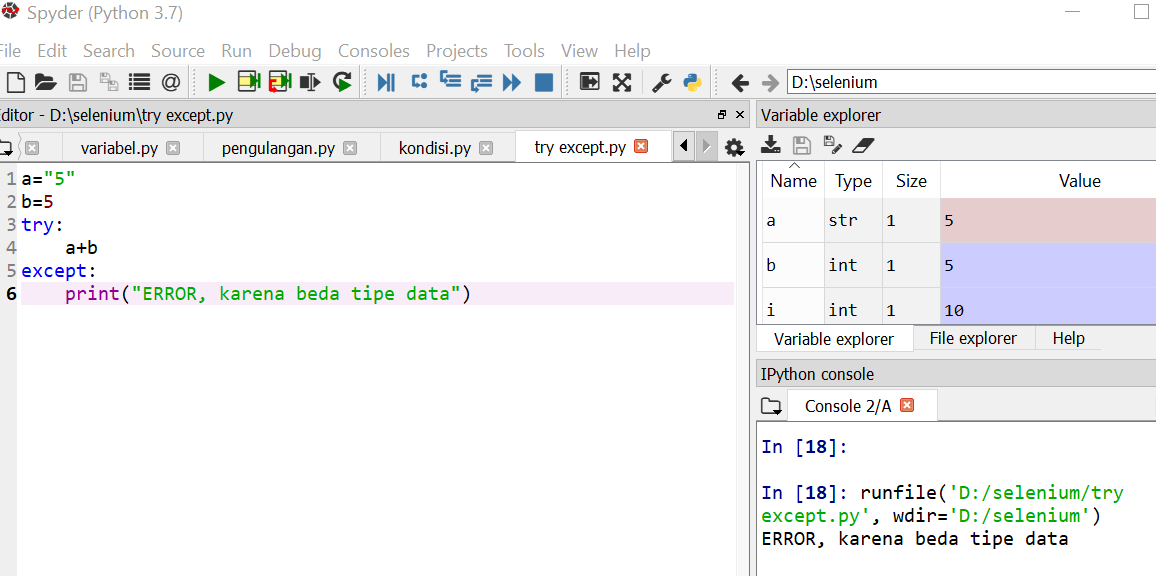 Spyder (Python 3.7)
File Edit Search Source Run Debug Consoles Projects Tools View Help
D:\selenium
Editor - D:\selenium\try except.py
variabel.py pengulangan.py kondisi.py try except.py
1 a="5"
2 b=5
3 try:
4 a+b
5 except:
6 print("ERROR, karena beda tipe data")
Variable explorer
Name Type Size Value
a str 1 5
b int 1 5
i int 1 10
Variable explorer File explorer Help
IPython console
Console 2/A
In [18]:
In [18]: runfile('D:/selenium/try
except.py', wdir='D:/selenium')
ERROR, karena beda tipe data